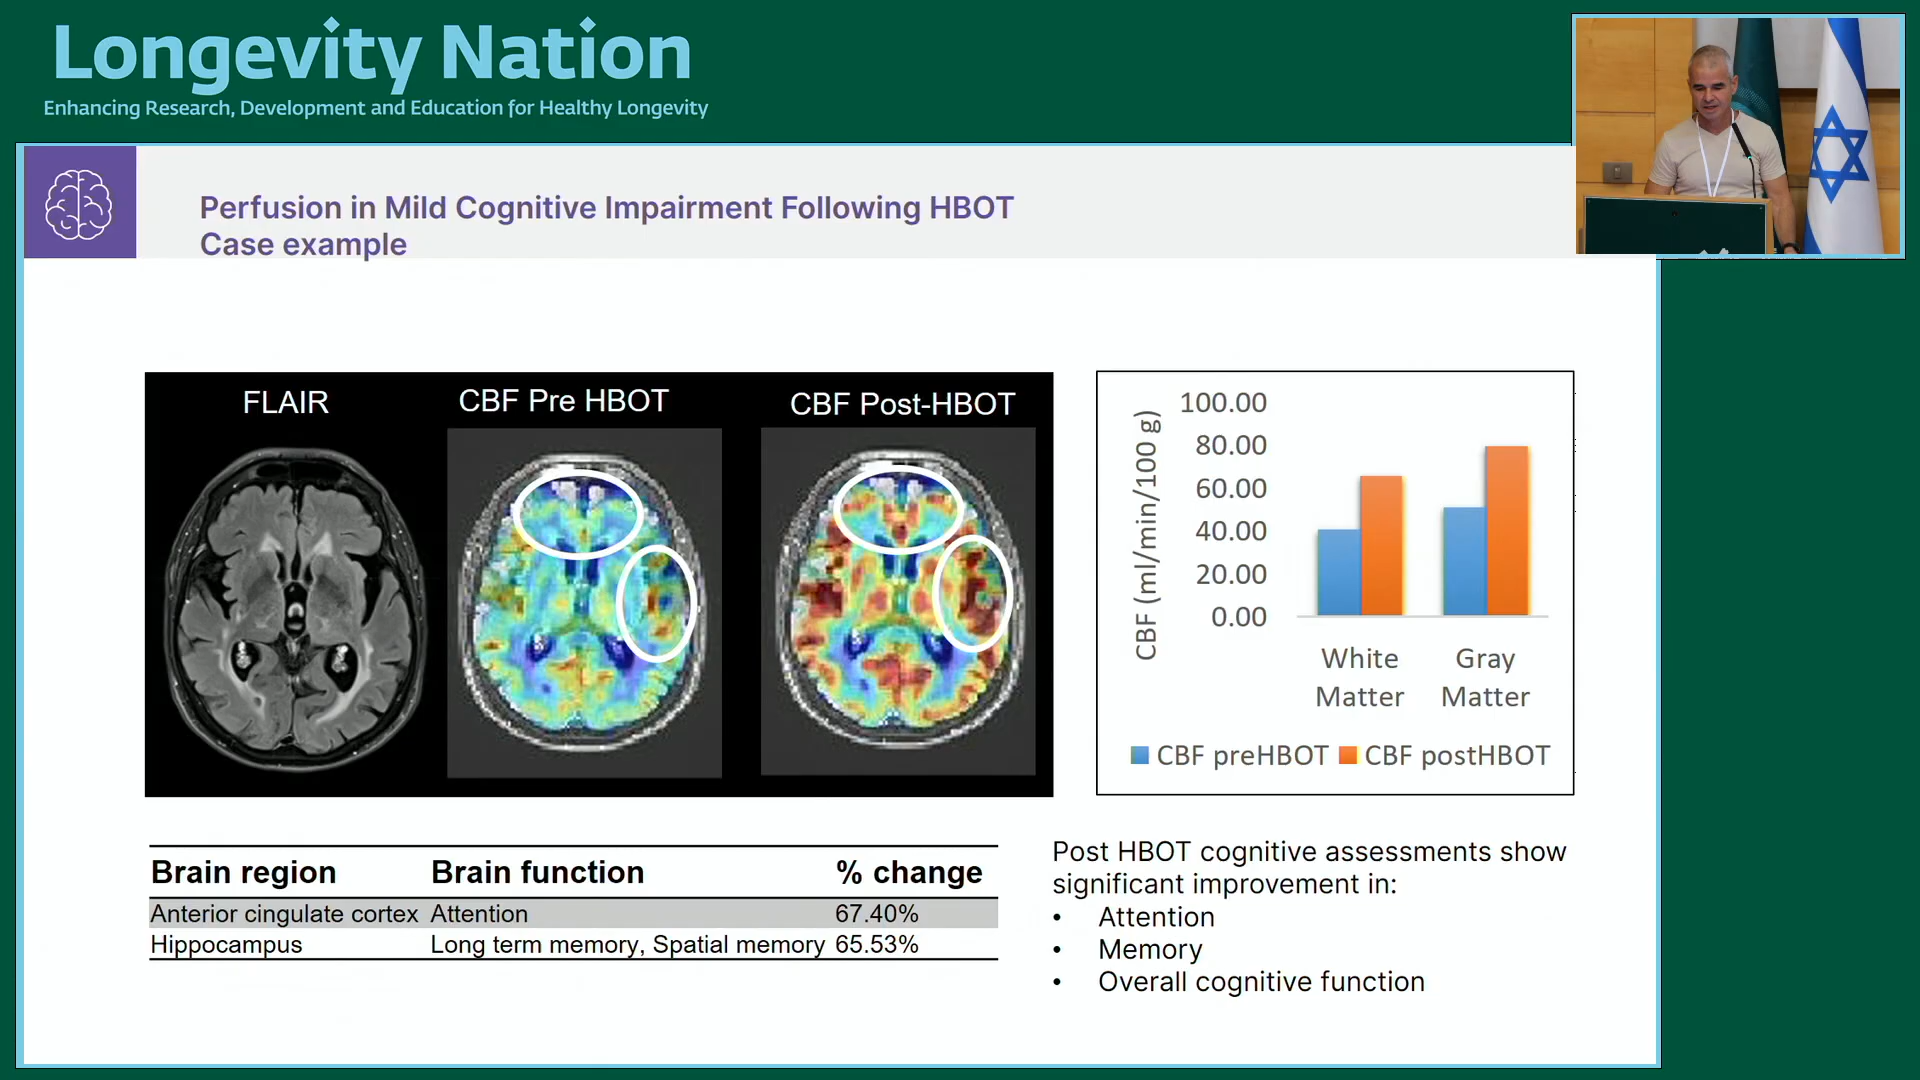 Longevity Nation
Enhancing Research, Development and Education for Healthy Longevity
Perfusion in Mild Cognitive Impairment Following HBOT
Case example
FLAIR
CBF Pre HBOT
CBF Post-HBOT
CBF (ml/min/100 g)
100.00
80.00
60.00
40.00
20.00
0.00
White Matter
Gray Matter
CBF preHBOT
CBF postHBOT
Brain region Brain function % change
Anterior cingulate cortex Attention 67.40%
Hippocampus Long term memory, Spatial memory 65.53%
Post HBOT cognitive assessments show
significant improvement in:
• Attention
• Memory
• Overall cognitive function